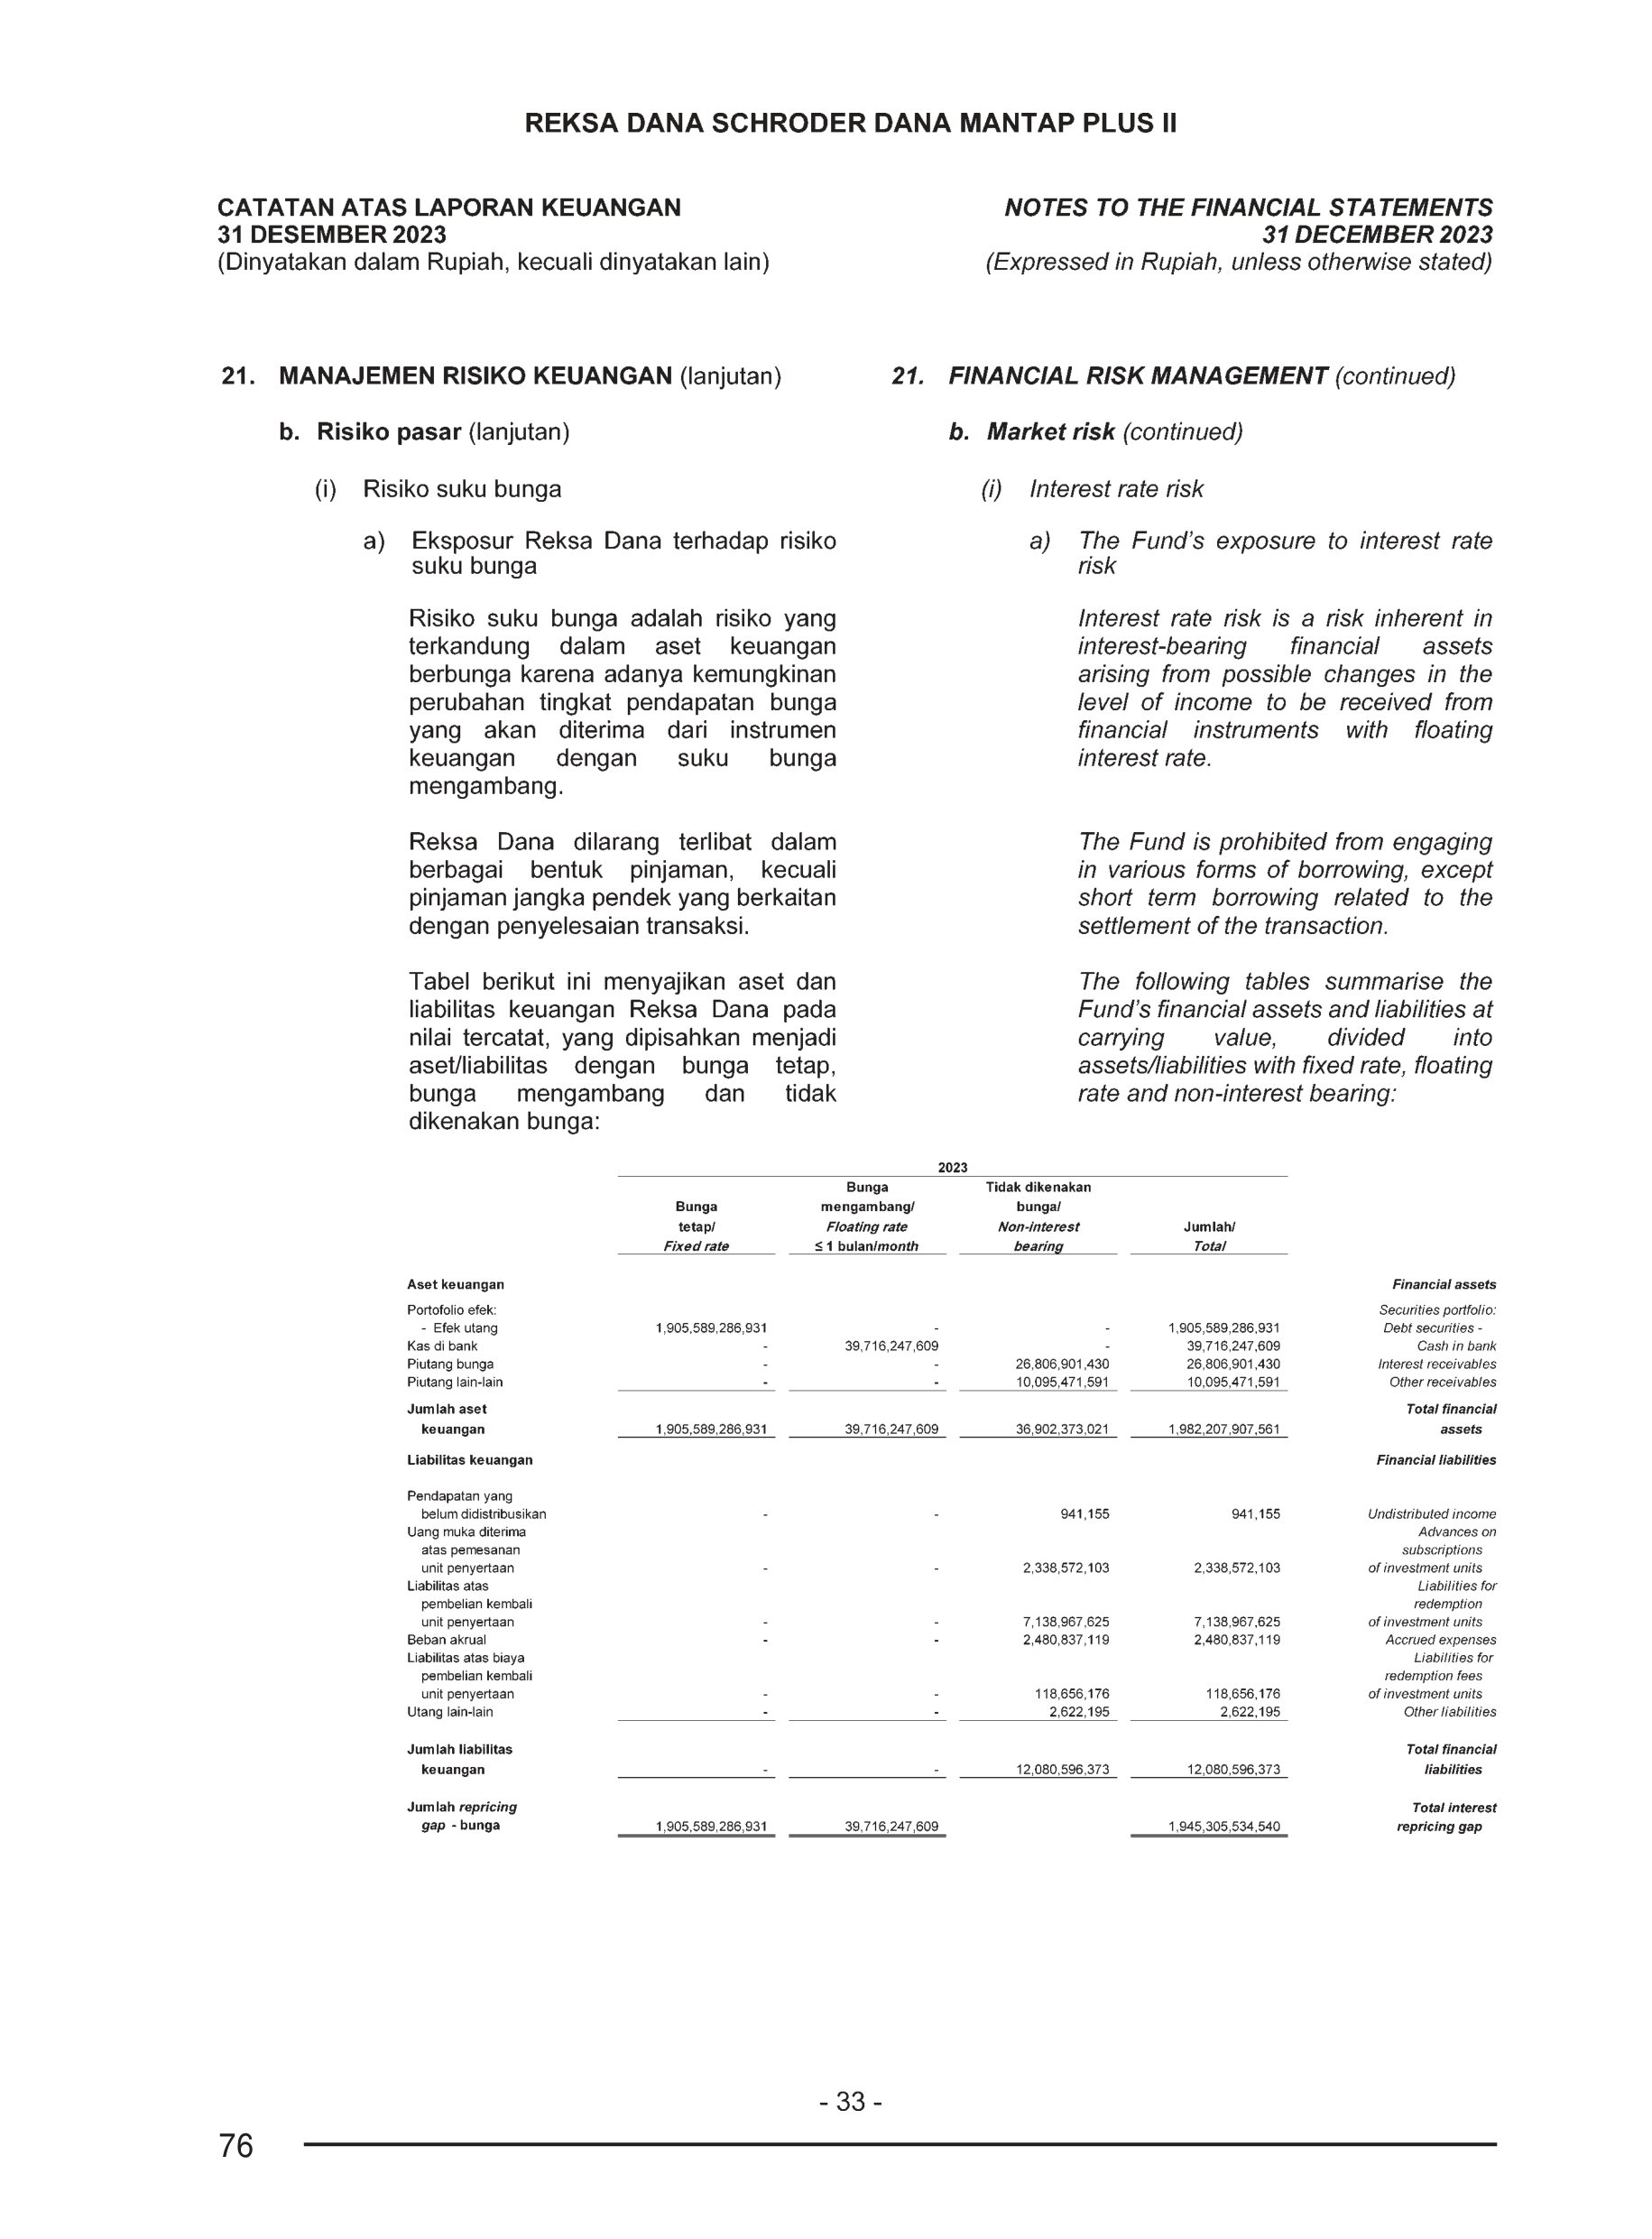 REKSA DANA SCHRODER DANA MANTAP PLUS II
CATATAN ATAS LAPORAN KEUANGAN
31 DESEMBER 2023
(Dinyatakan dalam Rupiah, kecuali dinyatakan lain)
NOTES TO THE FINANCIAL STATEMENTS
31 DECEMBER 2023
(Expressed in Rupiah, unless otherwise stated)
21. MANAJEMEN RISIKO KEUANGAN (lanjutan)
b. Risiko pasar (lanjutan)
(i) Risiko suku bunga
a) Eksposur Reksa Dana terhadap risiko
suku bunga
Risiko suku bunga adalah risiko yang
terkandung dalam aset keuangan
berbunga karena adanya kemungkinan
perubahan tingkat pendapatan bunga
yang akan diterima dari instrumen
keuangan dengan suku bunga
mengambang.
Reksa Dana dilarang terlibat dalam
berbagai bentuk pinjaman, kecuali
pinjaman jangka pendek yang berkaitan
dengan penyelesaian transaksi.
Tabel berikut ini menyajikan aset dan
liabilitas keuangan Reksa Dana pada
nilai tercatat, yang dipisahkan menjadi
aset/liabilitas dengan bunga tetap,
bunga mengambang dan tidak
dikenakan bunga:
21. FINANCIAL RISK MANAGEMENT (continued)
b. Market risk (continued)
(i) Interest rate risk
a) The Fund's exposure to interest rate
risk
Interest rate risk is a risk inherent in
interest-bearing financial assets
arising from possible changes in the
level of income to be received from
financial instruments with floating
interest rate.
The Fund is prohibited from engaging
in various forms of borrowing, except
short term borrowing related to the
settlement of the transaction.
The following tables summarise the
Fund's financial assets and liabilities at
carrying value, divided into
assets/liabilities with fixed rate, floating
rate and non-interest bearing:
2023
Bunga Tidak dikenakan
Bunga mengambang/ bunga/
tetap/ Floating rate Non-interest Jumlah/
Fixed rate ≤ 1 bulan/month bearing Total
Aset keuangan Financial assets
Portofolio efek: Securities portfolio:
- Efek utang 1,905,589,286,931 - - 1,905,589,286,931 Debt securities -
Kas di bank - 39,716,247,609 - 39,716,247,609 Cash in bank
Piutang bunga - - 26,806,901,430 26,806,901,430 Interest receivables
Piutang lain-lain - - 10,095,471,591 10,095,471,591 Other receivables
Jumlah aset Total financial
keuangan 1,905,589,286,931 39,716,247,609 36,902,373,021 1,982,207,907,561 assets
Liabilitas keuangan Financial liabilities
Pendapatan yang
belum didistribusikan - - 941,155 941,155 Undistributed income
Uang muka diterima Advances on
atas pemesanan subscriptions
unit penyertaan - - 2,338,572,103 2,338,572,103 of investment units
Liabilitas atas Liabilities for
pembelian kembali redemption
unit penyertaan - - 7,138,967,625 7,138,967,625 of investment units
Beban akrual - - 2,480,837,119 2,480,837,119 Accrued expenses
Liabilitas atas biaya Liabilities for
pembelian kembali redemption fees
unit penyertaan - - 118,656,176 118,656,176 of investment units
Utang lain-lain - - 2,622,195 2,622,195 Other liabilities
Jumlah liabilitas Total financial
keuangan - - 12,080,596,373 12,080,596,373 liabilities
Jumlah repricing Total interest
gap - bunga 1,905,589,286,931 39,716,247,609 1,945,305,534,540 repricing gap
- 33 -
76